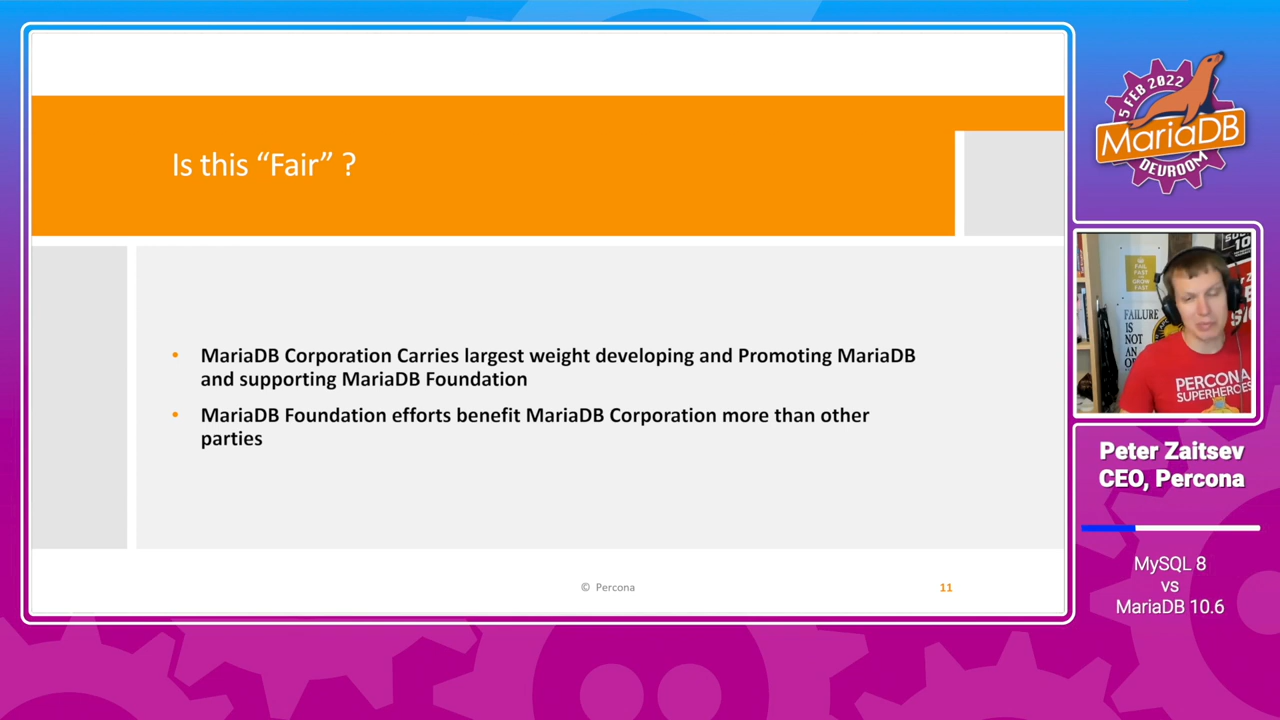 Is this “Fair” ?
• MariaDB Corporation Carries largest weight developing and Promoting MariaDB
and supporting MariaDB Foundation
• MariaDB Foundation efforts benefit MariaDB Corporation more than other
parties
© Percona
11
5 FEB 2022
MariaDB
DEVROOM
FAIL
FAST
GROW
FAST
FAILURE
IS
NOT
AN
PERCONA
SUPERHEROES
Peter Zaitsev
CEO, Percona
MySQL 8
vs
MariaDB 10.6